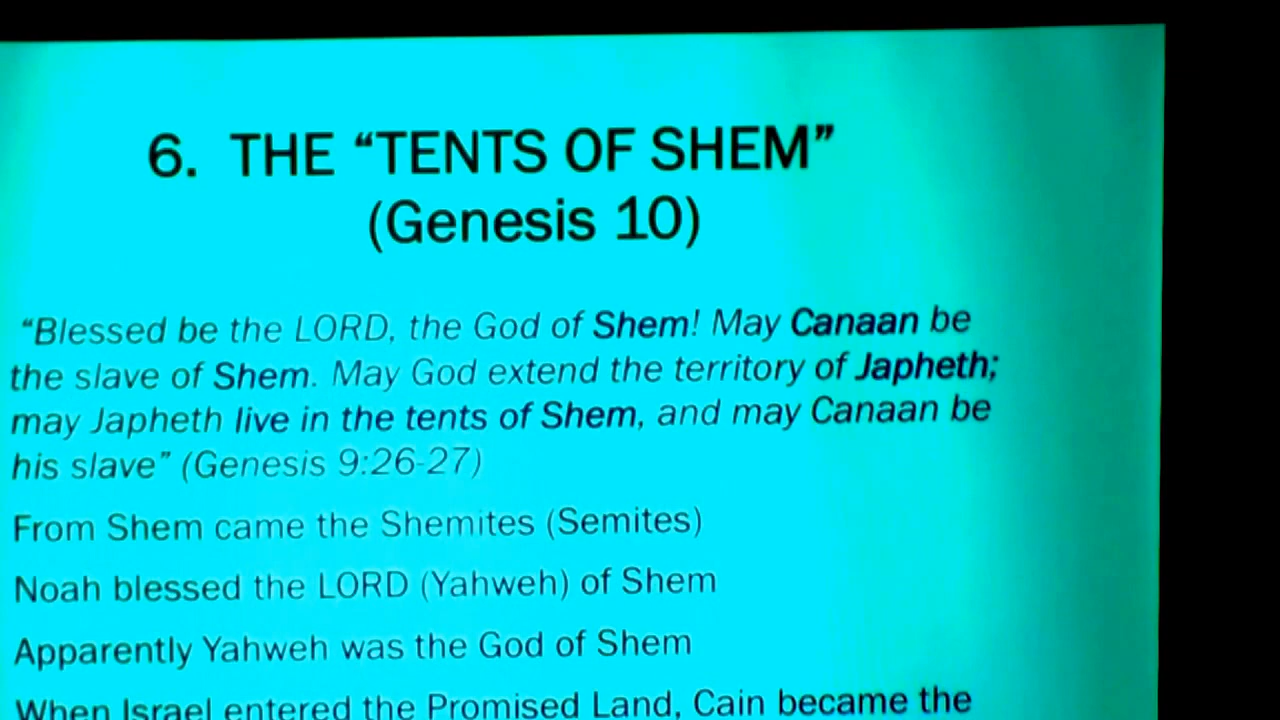 6. THE “TENTS OF SHEM”
(Genesis 10)
“Blessed be the LORD, the God of Shem! May Canaan be
the slave of Shem. May God extend the territory of Japheth;
may Japheth live in the tents of Shem, and may Canaan be
his slave” (Genesis 9:26-27)
From Shem came the Shemites (Semites)
Noah blessed the LORD (Yahweh) of Shem
Apparently Yahweh was the God of Shem
When Israel entered the Promised Land, Cain became the